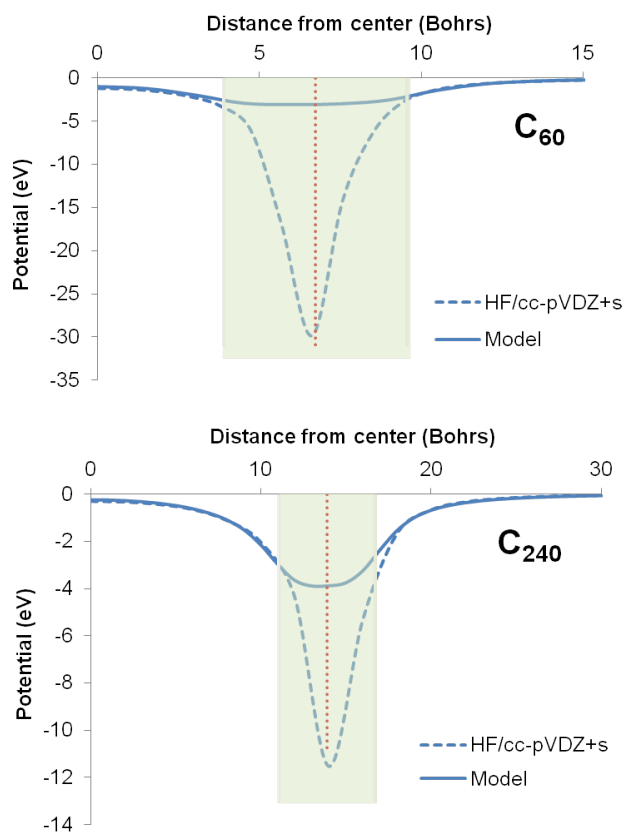 Distance from center (Bohrs)
0 5 10 15
0
-5
-10
-15
-20
-25
-30
-35
Potential (eV)
C60
HF/cc-pVDZ+s
Model
Distance from center (Bohrs)
0 10 20 30
0
-2
-4
-6
-8
-10
-12
-14
Potential (eV)
C240
HF/cc-pVDZ+s
Model